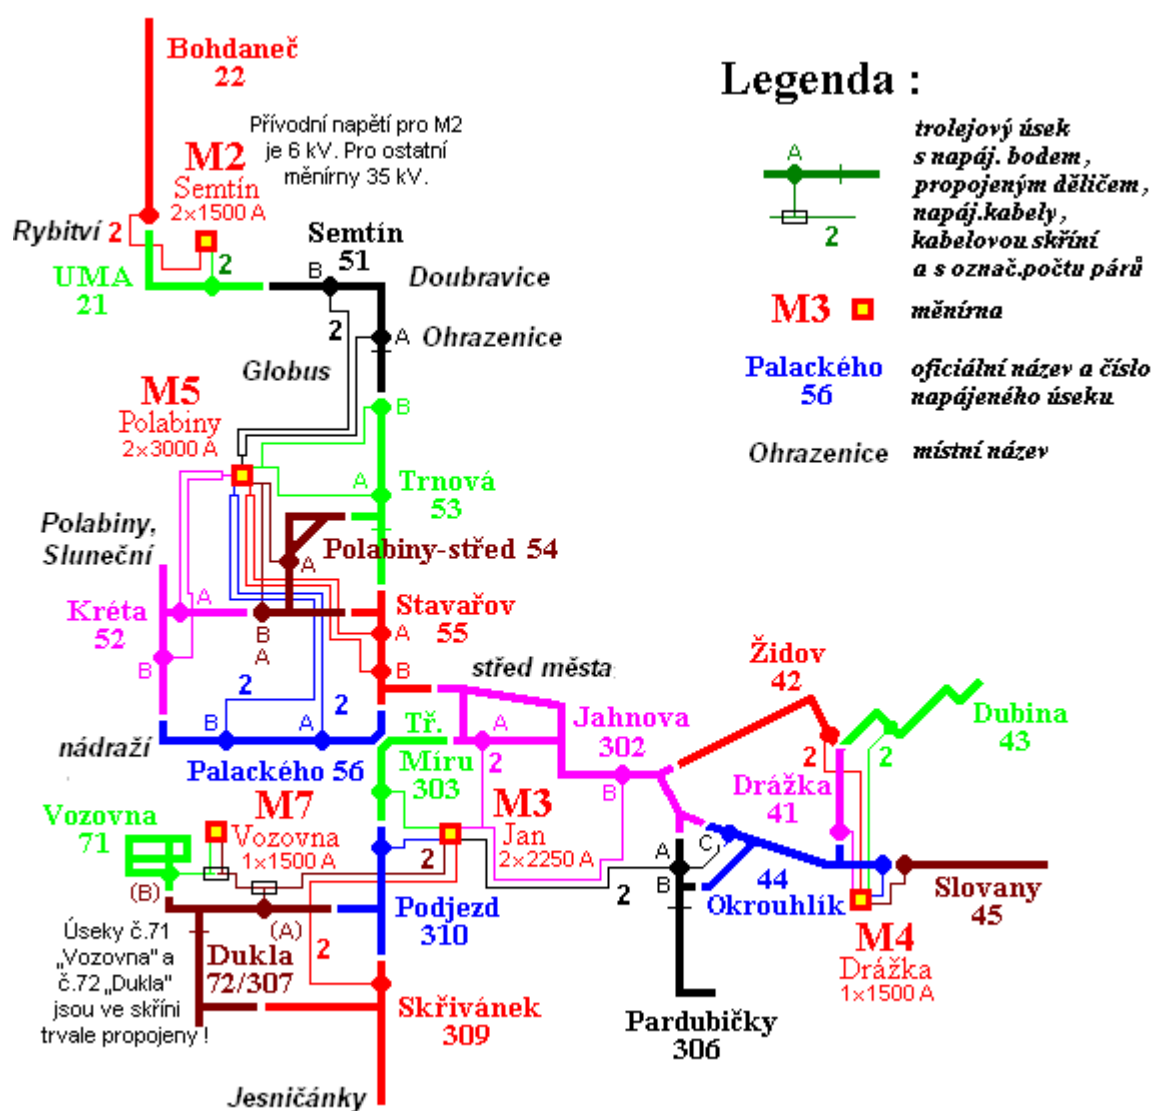 Bohdaneč
22
Přívodní napětí pro M2
je 6 kV. Pro ostatní
měnírny 35 kV.
M2
Semtín
2×1500 A
Rybitví
2
2
UMA
21
Semtín
51
B
2
A
Doubravice
Ohrazenice
Globus
M5
Polabiny
2×3000 A
B
A
Trnová
53
Polabiny,
Sluneční
Polabiny-střed 54
A
Kréta
52
A
B
B
A
Stavařov
55
A
B
2
2
B
A
nádraží
Palackého 56
střed města
Tř.
Míru
303
A
2
Jahnova
302
B
Židov
42
2
2
Dubina
43
Drážka
41
Vozovna
71
M7
Vozovna
1×1500 A
M3
Jan
2×2250 A
2
(B)
(A)
A
B
C
2
44
Okrouhlík
Slovany
45
M4
Drážka
1×1500 A
Podjezd
310
2
Úseky č.71
„Vozovna" a
č.72 „Dukla"
jsou ve skříni
trvale propojeny !
Dukla
72/307
Skřivánek
309
Pardubičky
306
Jesničánky
Legenda :
A
2
trolejový úsek
s napáj. bodem,
propojeným děličem,
napáj.kabely,
kabelovou skříní
a s označ.počtu párů
M3
měnírna
Palackého
56
oficiální název a číslo
napájeného úseku
Ohrazenice
místní název